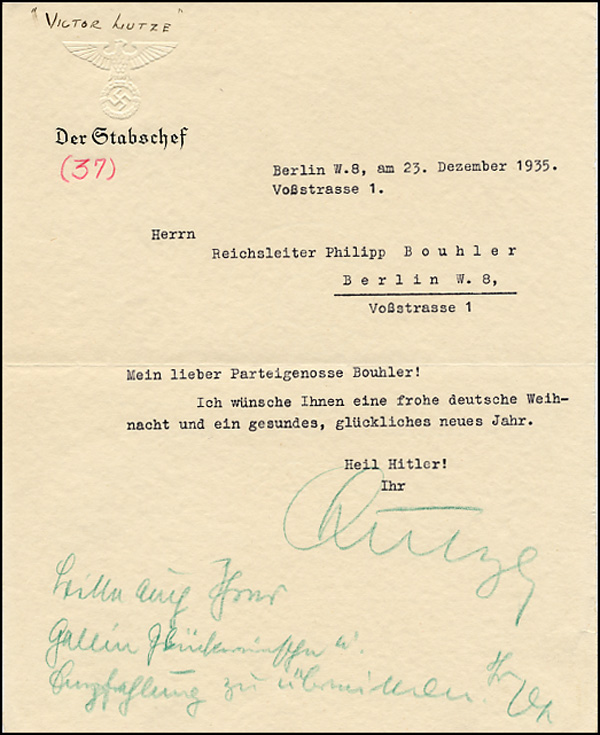 "VICTOR LUTZE"
Der Stabschef
(37)
Berlin W.8, am 23. Dezember 1935.
Voßstrasse 1.
Herrn
Reichsleiter Philipp Bouhler
Berlin W.8,
Voßstrasse 1
Mein lieber Parteigenosse Bouhler!
Ich wünsche Ihnen eine frohe deutsche Weih-
nacht und ein gesundes, glückliches neues Jahr.
Heil Hitler!
Ihr
Lutze
Bitte auch Ihrer
Gattin Glückwünsche u.
Empfehlung zu übermitteln.